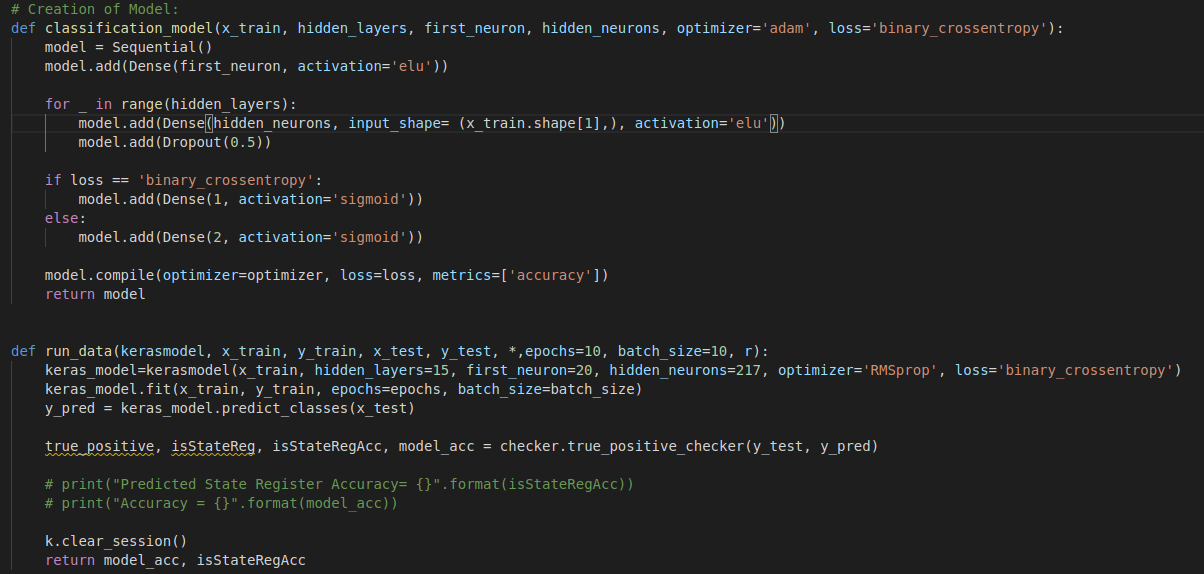 # Creation of Model:
def classification_model(x_train, hidden_layers, first_neuron, hidden_neurons, optimizer='adam', loss='binary_crossentropy'):
    model = Sequential()
    model.add(Dense(first_neuron, activation='elu'))
    for _ in range(hidden_layers):
        model.add(Dense(hidden_neurons, input_shape= (x_train.shape[1],), activation='elu'))
        model.add(Dropout(0.5))
    if loss == 'binary_crossentropy':
        model.add(Dense(1, activation='sigmoid'))
    else:
        model.add(Dense(2, activation='sigmoid'))
    model.compile(optimizer=optimizer, loss=loss, metrics=['accuracy'])
    return model
def run_data(kerasmodel, x_train, y_train, x_test, y_test, *,epochs=10, batch_size=10, r):
    keras_model=kerasmodel(x_train, hidden_layers=15, first_neuron=20, hidden_neurons=217, optimizer='RMSprop', loss='binary_crossentropy')
    keras_model.fit(x_train, y_train, epochs=epochs, batch_size=batch_size)
    y_pred = keras_model.predict_classes(x_test)
    true_positive, isStateReg, isStateRegAcc, model_acc = checker.true_positive_checker(y_test, y_pred)
    # print("Predicted State Register Accuracy= {}".format(isStateRegAcc))
    # print("Accuracy = {}".format(model_acc))
    k.clear_session()
    return model_acc, isStateRegAcc